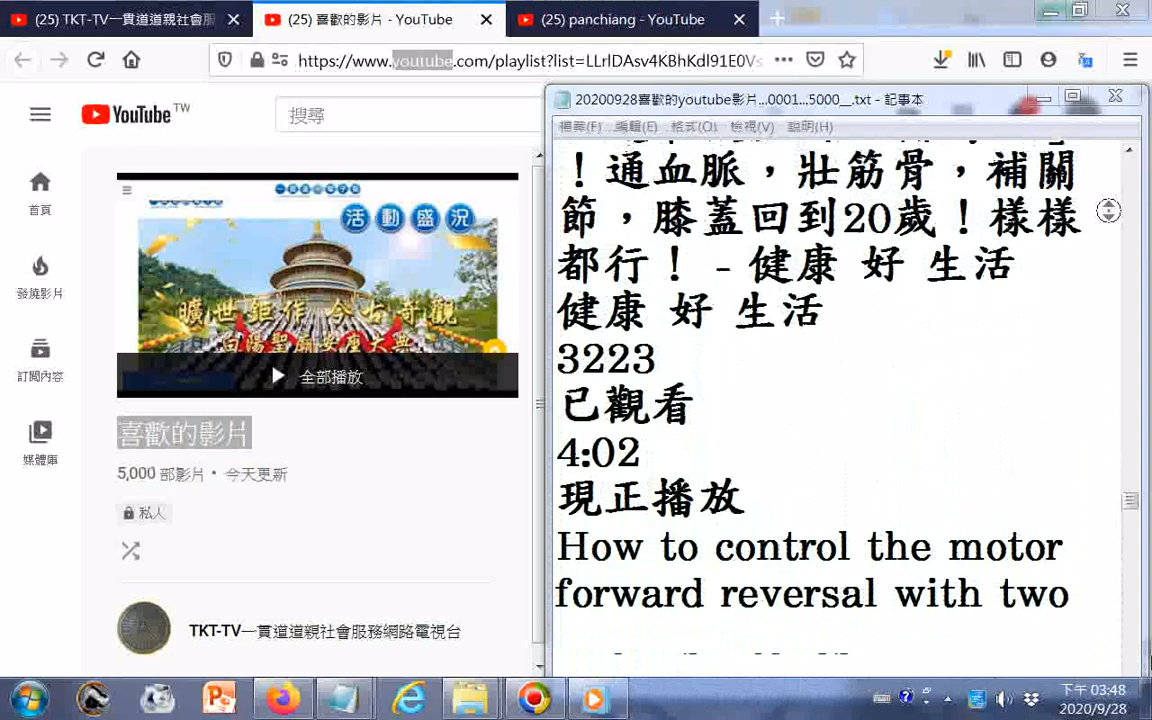 (25) TKT-TV一貫道道親社會服
(25) 喜歡的影片 - YouTube
(25) panchiang - YouTube
https://www.youtube.com/playlist?list=LLrlDAsv4KBhKdl91E0Vs
YouTube TW
搜尋
首頁
發燒影片
訂閱內容
媒體庫
活動盛況
曠世鉅作 今古奇觀
全部播放
喜歡的影片
5,000 部影片 • 今天更新
私人
TKT-TV一貫道道親社會服務網路電視台
20200928喜歡的youtube影片...0001...5000__.txt - 記事本
檔案(F) 編輯(E) 格式(O) 檢視(V) 說明(H)
！通血脈，壯筋骨，補關
節，膝蓋回到20歲！樣樣
都行！ - 健康 好 生活
健康 好 生活
3223
已觀看
4:02
現正播放
How to control the motor
forward reversal with two
下午 03:48
2020/9/28